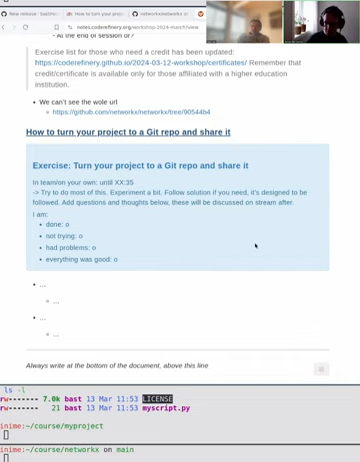 New release - bashfine
How to turn your project
networkx/networkx
notes.coderefinery.org/workshop-2024-march?view
At the end of session or?
Exercise list for those who need a credit has been updated:
https://coderefinery.github.io/2024-03-12-workshop/certificates/ Remember that
credit/certificate is available only for those affiliated with a higher education
institution.
• We can't see the wole url
https://github.com/networkx/networkx/tree/90544b4
How to turn your project to a Git repo and share it
Exercise: Turn your project to a Git repo and share it
In team/on your own: until XX:35
-> Try to do most of this. Experiment a bit. Follow solution if you need, it's designed to be
followed. Add questions and thoughts below, these will be discussed on stream after.
I am:
• done: o
• not trying: o
• had problems: o
• everything was good: o
• ...
...
• ...
...
Always write at the bottom of the document, above this line
ls -l
rw------- 7.0k bast 13 Mar 11:53 LICENSE
rw------- 21 bast 13 Mar 11:53 myscript.py
inime:~/course/myproject
inime:~/course/networkx on main